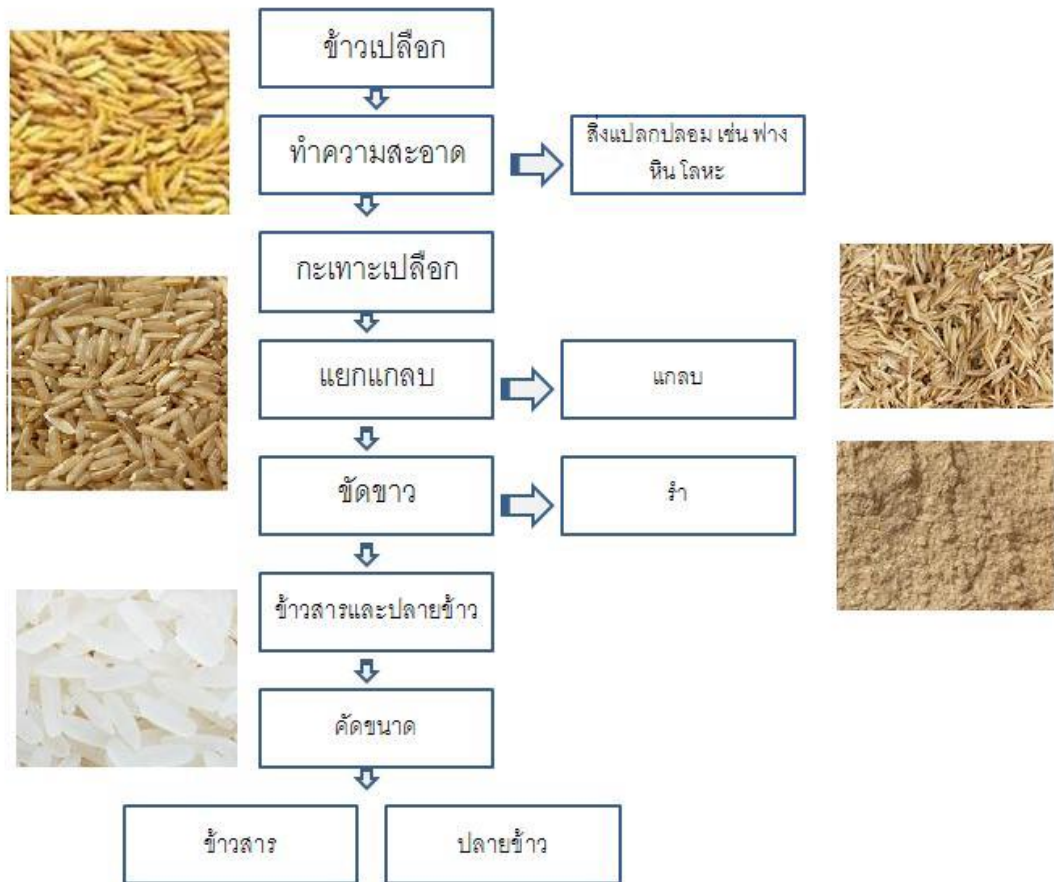 ข้าวเปลือก
ทำความสะอาด
สิ่งแปลกปลอม เช่น ฟาง
หิน โลหะ
กะเทาะเปลือก
แยกแกลบ
แกลบ
ขัดขาว
รำ
ข้าวสารและปลายข้าว
คัดขนาด
ข้าวสาร
ปลายข้าว